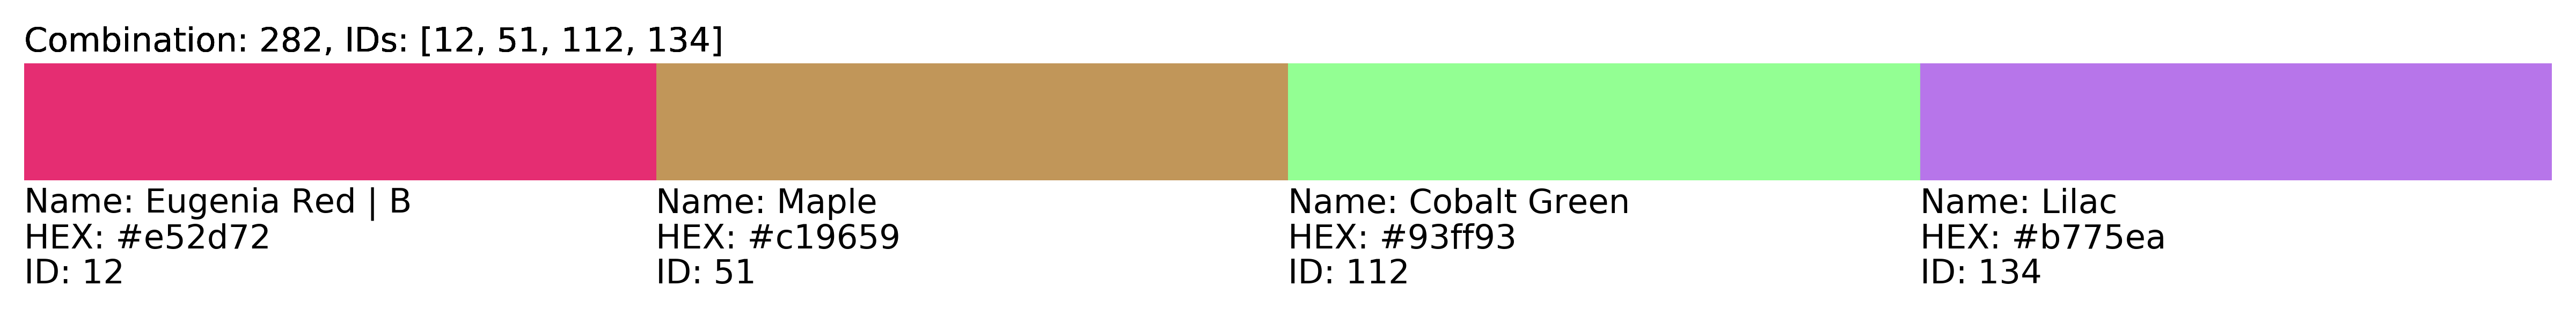 Combination: 282, IDs: [12, 51, 112, 134]
Name: Eugenia Red | B
HEX: #e52d72
ID: 12
Name: Maple
HEX: #c19659
ID: 51
Name: Cobalt Green
HEX: #93ff93
ID: 112
Name: Lilac
HEX: #b775ea
ID: 134